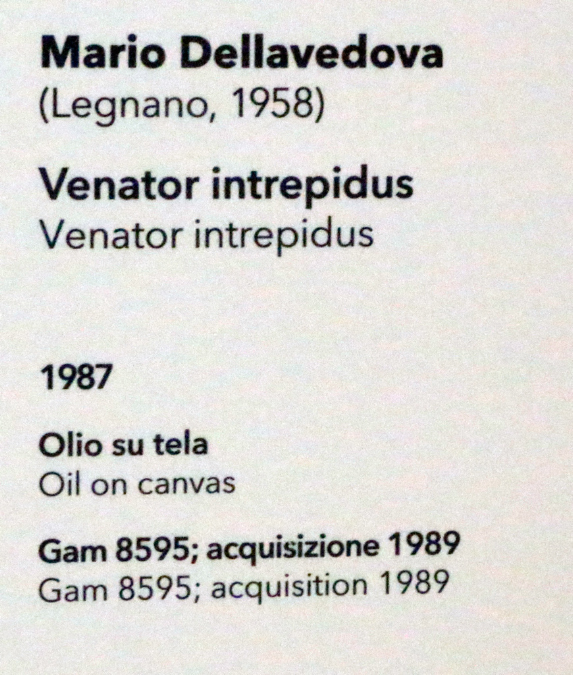 Mario Dellavedova
(Legnano, 1958)
Venator intrepidus
Venator intrepidus
1987
Olio su tela
Oil on canvas
Gam 8595; acquisizione 1989
Gam 8595; acquisition 1989